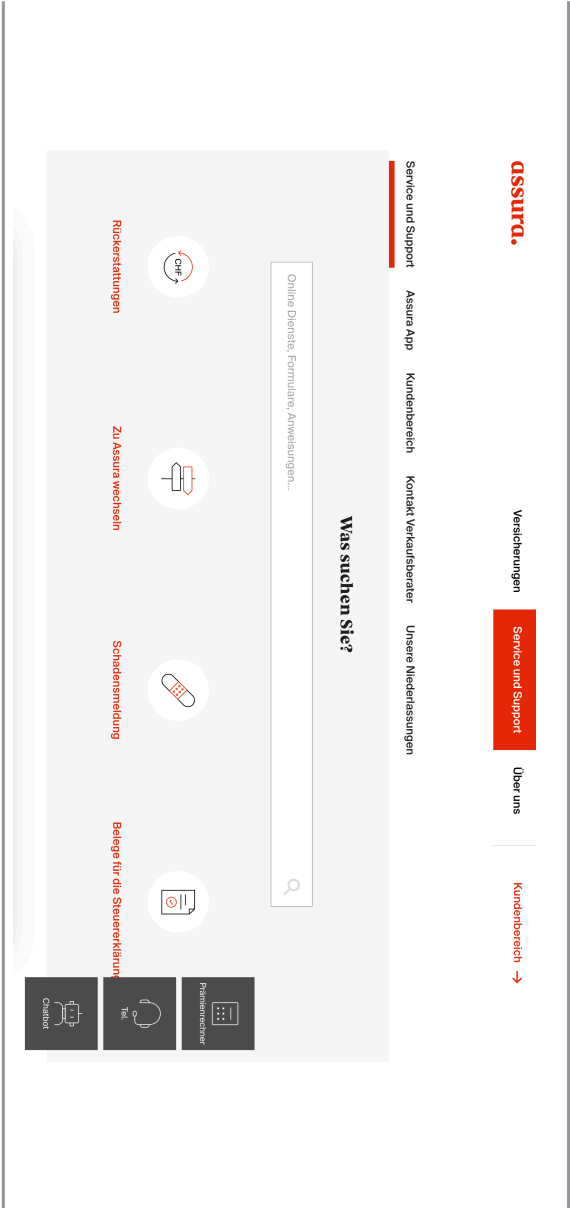 assura.
Versicherungen
Service und Support
Über uns
Kundenbereich →
Service und Support
Assura App
Kundenbereich
Kontakt Verkaufsberater
Unsere Niederlassungen
Was suchen Sie?
Online Dienste, Formulare, Anweisungen...
CHF
Rückerstattungen
Zu Assura wechseln
Schadensmeldung
Belege für die Steuererklärung
Prämienrechner
Tel.
Chatbot